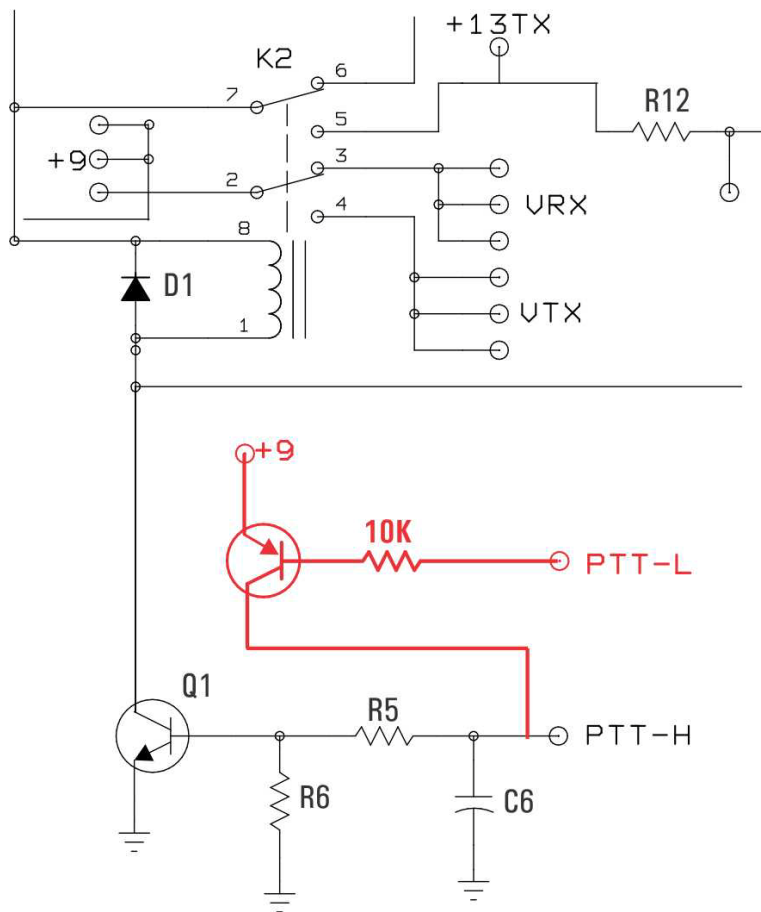 +13TX
K2
6
7
R12
5
+9
3
2
VRX
4
8
D1
VTX
1
+9
10K
PTT-L
Q1
R5
PTT-H
R6
C6